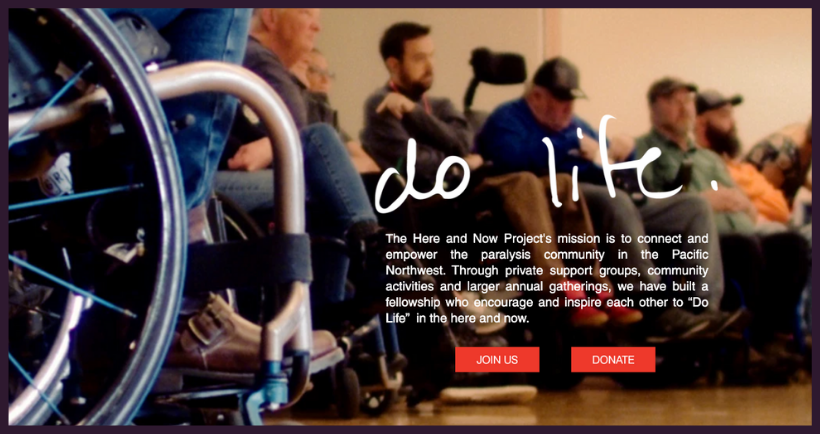 do life.
The Here and Now Project's mission is to connect and
empower the paralysis community in the Pacific
Northwest. Through private support groups, community
activities and larger annual gatherings, we have built a
fellowship who encourage and inspire each other to “Do
Life” in the here and now.
JOIN US DONATE